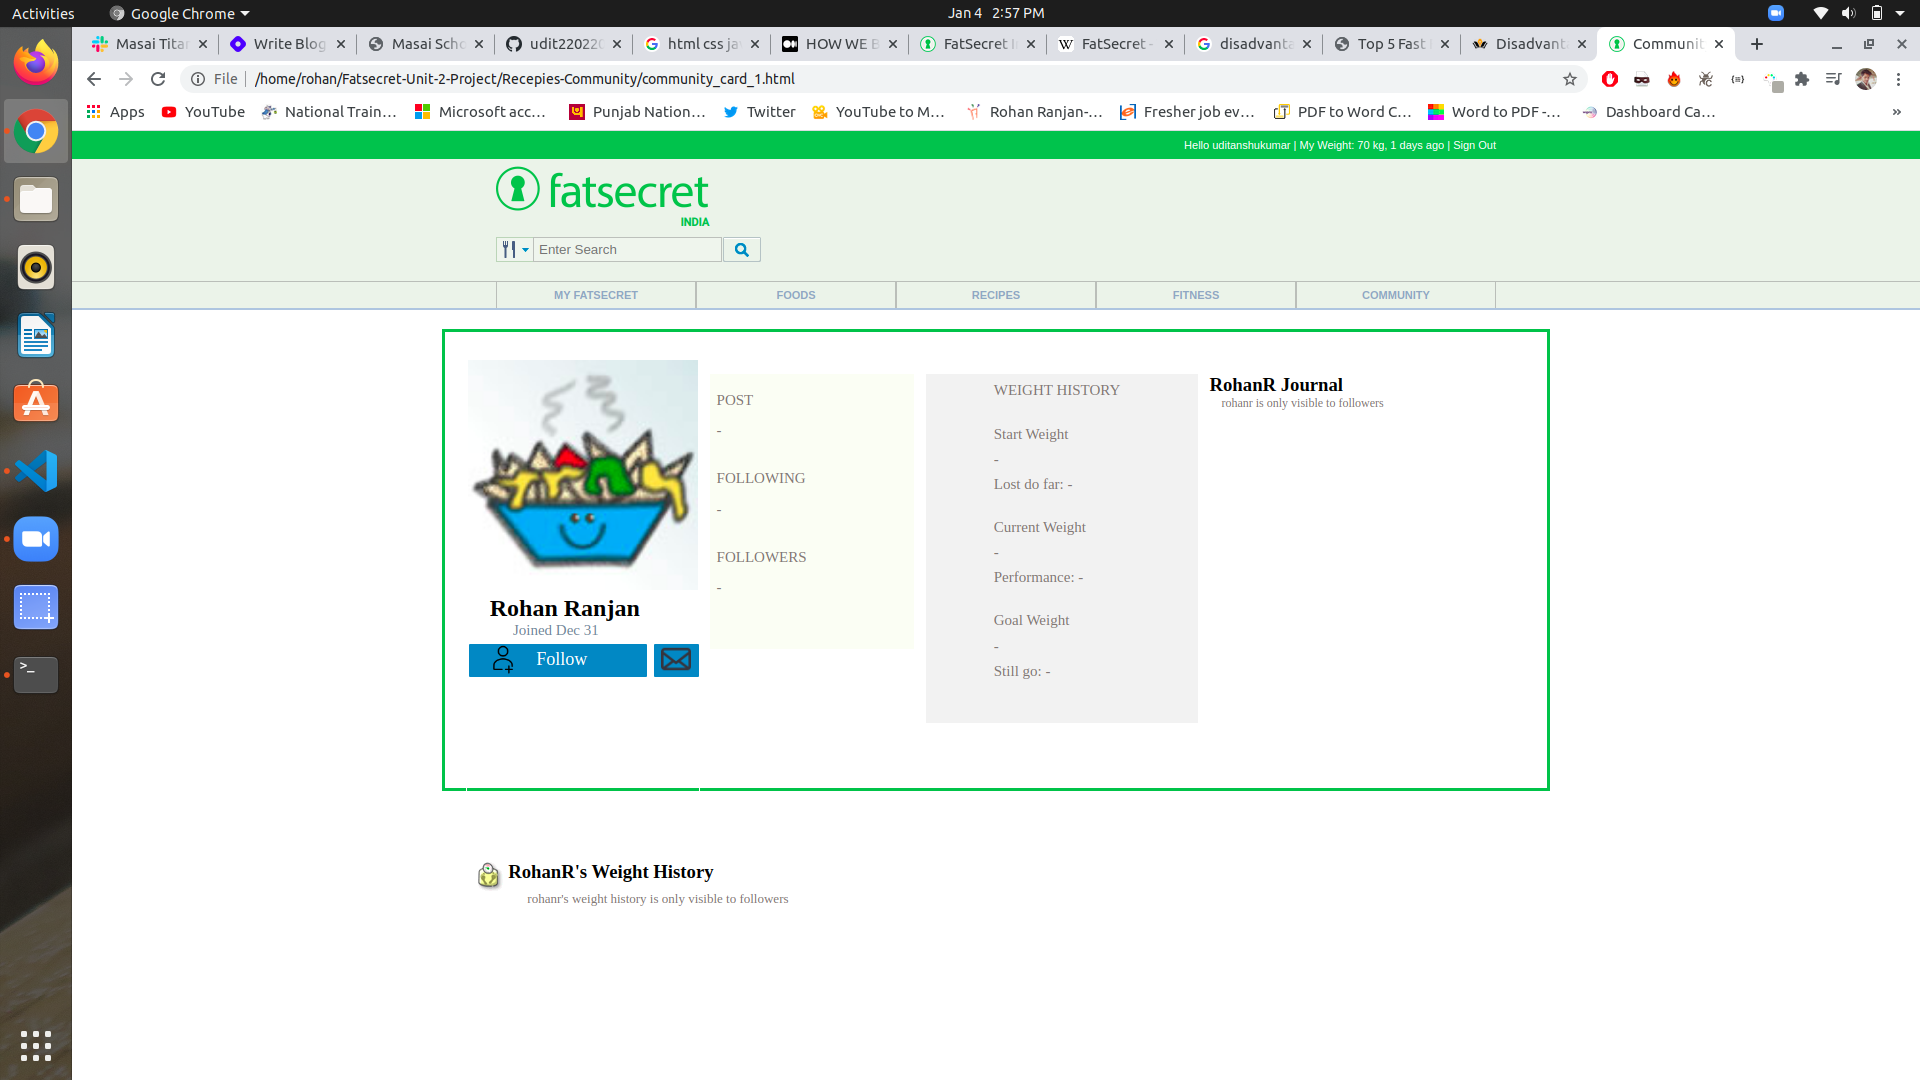 Activities
Google Chrome
Jan 4 2:57 PM
Masai Titan
Write Blog
Masai Scho
udit220220
html css ja
HOW WE B
FatSecret I
FatSecret -
disadvanta
Top 5 Fast
Disadvant
Communit
File
/home/rohan/Fatsecret-Unit-2-Project/Recepies-Community/community_card_1.html
Apps
YouTube
National Train...
Microsoft acc...
Punjab Nation...
Twitter
YouTube to M...
Rohan Ranjan-...
Fresher job ev...
PDF to Word C...
Word to PDF -...
Dashboard Ca...
»
Hello uditanshukumar | My Weight: 70 kg, 1 days ago | Sign Out
fatsecret
INDIA
Enter Search
MY FATSECRET
FOODS
RECIPES
FITNESS
COMMUNITY
Rohan Ranjan
Joined Dec 31
Follow
POST
-
FOLLOWING
-
FOLLOWERS
-
WEIGHT HISTORY
Start Weight
-
Lost do far: -
Current Weight
-
Performance: -
Goal Weight
-
Still go: -
RohanR Journal
rohanr is only visible to followers
RohanR's Weight History
rohanr's weight history is only visible to followers